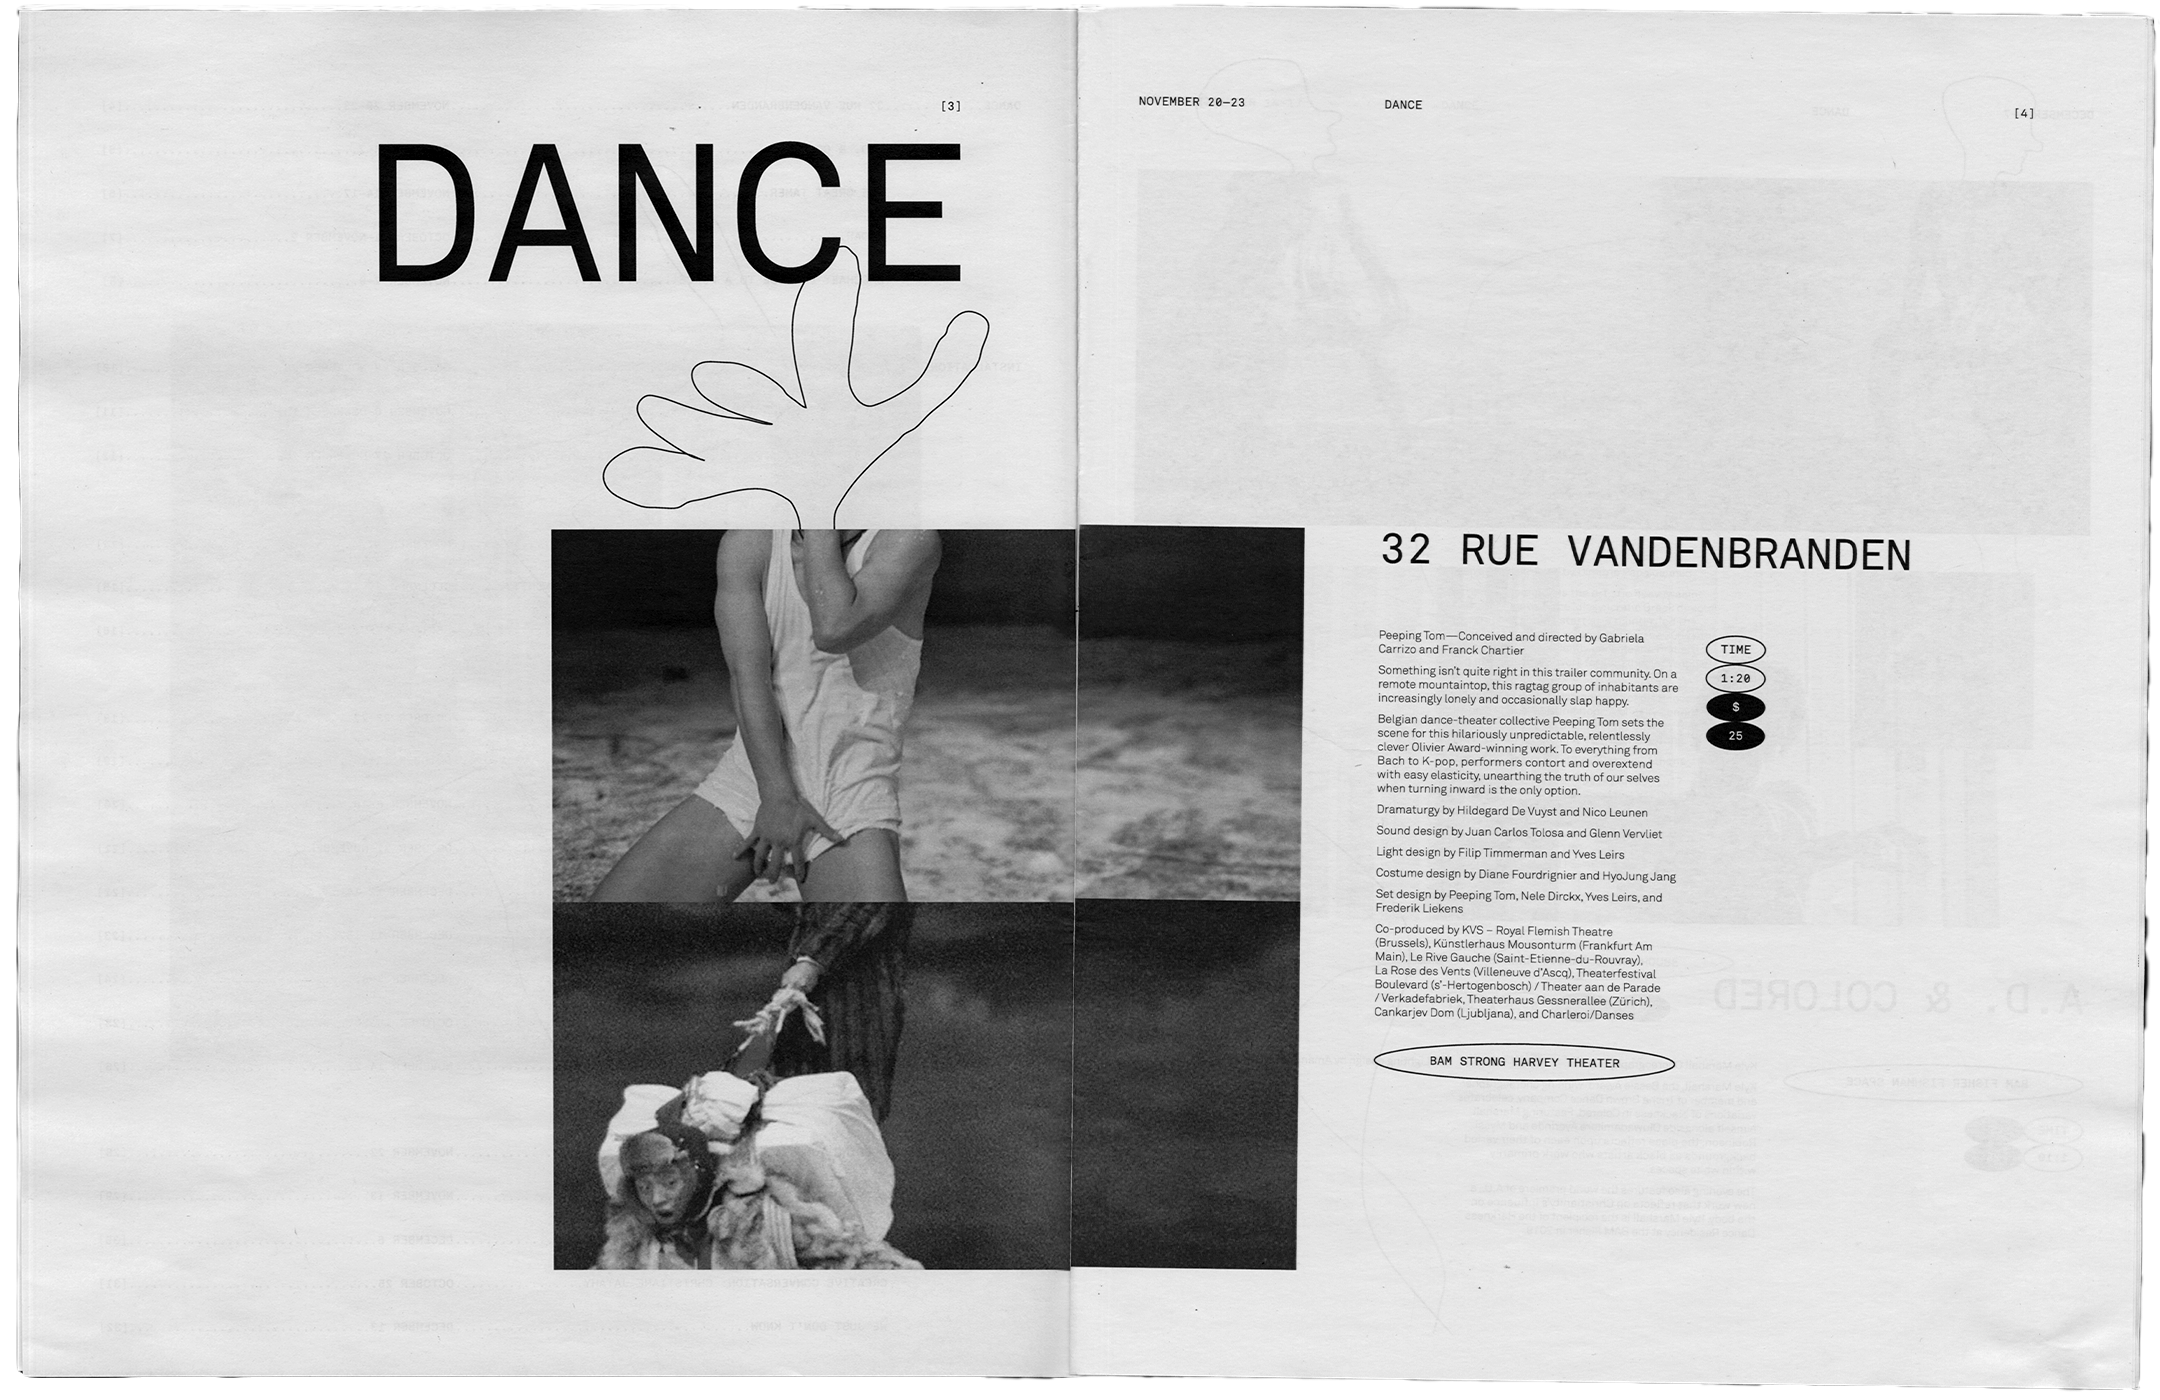 [3]
DANCE
NOVEMBER 20—23
DANCE
[4]
32 RUE VANDENBRANDEN
Peeping Tom—Conceived and directed by Gabriela
Carrizo and Franck Chartier
Something isn't quite right in this trailer community. On a
remote mountaintop, this ragtag group of inhabitants are
increasingly lonely and occasionally slap happy.
Belgian dance-theater collective Peeping Tom sets the
scene for this hilariously unpredictable, relentlessly
clever Olivier Award-winning work. To everything from
Bach to K-pop, performers contort and overextend
with easy elasticity, unearthing the truth of our selves
when turning inward is the only option.
Dramaturgy by Hildegard De Vuyst and Nico Leunen
Sound design by Juan Carlos Tolosa and Glenn Vervliet
Light design by Filip Timmerman and Yves Leirs
Costume design by Diane Fourdrignier and HyoJung Jang
Set design by Peeping Tom, Nele Dirckx, Yves Leirs, and
Frederik Liekens
Co-produced by KVS – Royal Flemish Theatre
(Brussels), Künstlerhaus Mousonturm (Frankfurt Am
Main), Le Rive Gauche (Saint-Etienne-du-Rouvray),
La Rose des Vents (Villeneuve d'Ascq), Theaterfestival
Boulevard (s'-Hertogenbosch) / Theater aan de Parade
/ Verkadefabriek, Theaterhaus Gessnerallee (Zürich),
Cankarjev Dom (Ljubljana), and Charleroi/Danses
TIME
1:20
$
25
BAM STRONG HARVEY THEATER
A.D. & COLORED